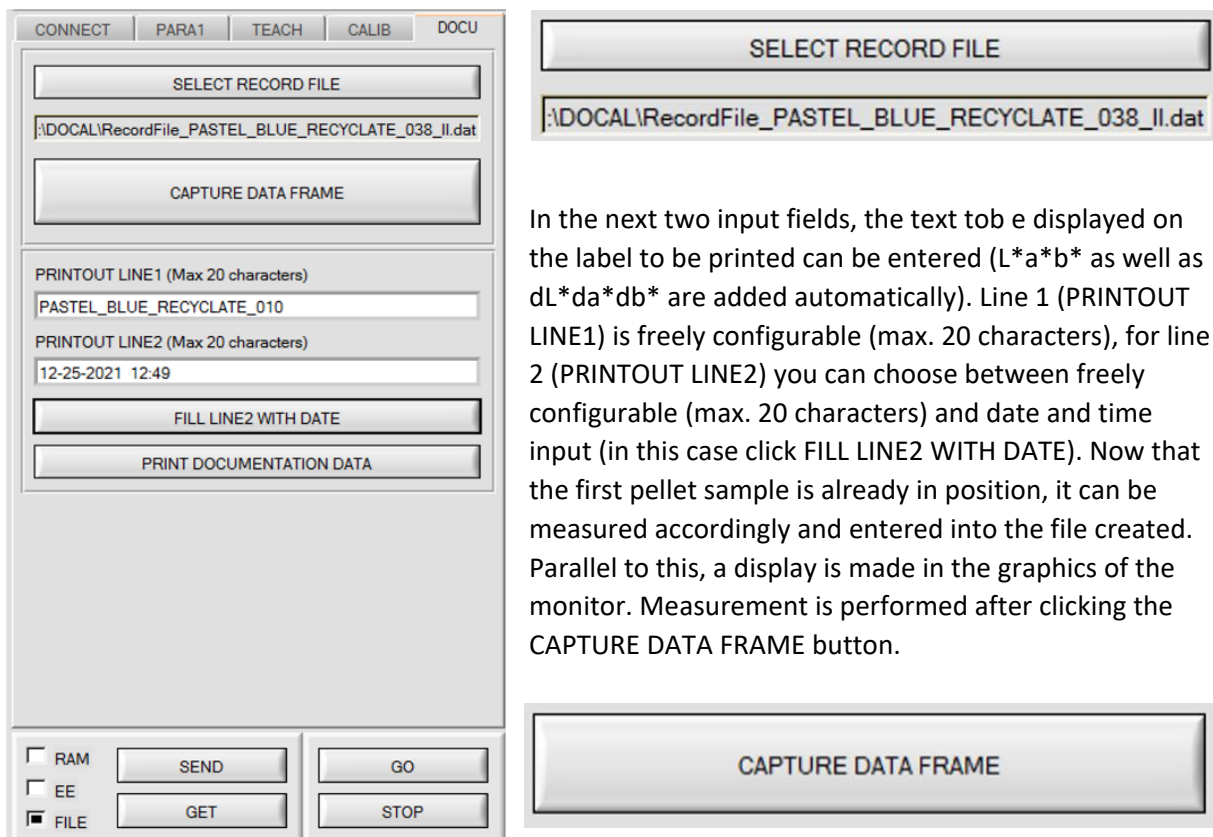 CONNECT PARA1 TEACH CALIB DOCU
SELECT RECORD FILE
:\DOCAL\RecordFile_PASTEL_BLUE_RECYCLATE_038_II.dat
CAPTURE DATA FRAME
PRINTOUT LINE1 (Max 20 characters)
PASTEL_BLUE_RECYCLATE_010
PRINTOUT LINE2 (Max 20 characters)
12-25-2021 12:49
FILL LINE2 WITH DATE
PRINT DOCUMENTATION DATA
RAM
EE
FILE
SEND
GET
GO
STOP
SELECT RECORD FILE
:\DOCAL\RecordFile_PASTEL_BLUE_RECYCLATE_038_II.dat
In the next two input fields, the text tob e displayed on
the label to be printed can be entered (L*a*b* as well as
dL*da*db* are added automatically). Line 1 (PRINTOUT
LINE1) is freely configurable (max. 20 characters), for line
2 (PRINTOUT LINE2) you can choose between freely
configurable (max. 20 characters) and date and time
input (in this case click FILL LINE2 WITH DATE). Now that
the first pellet sample is already in position, it can be
measured accordingly and entered into the file created.
Parallel to this, a display is made in the graphics of the
monitor. Measurement is performed after clicking the
CAPTURE DATA FRAME button.
CAPTURE DATA FRAME